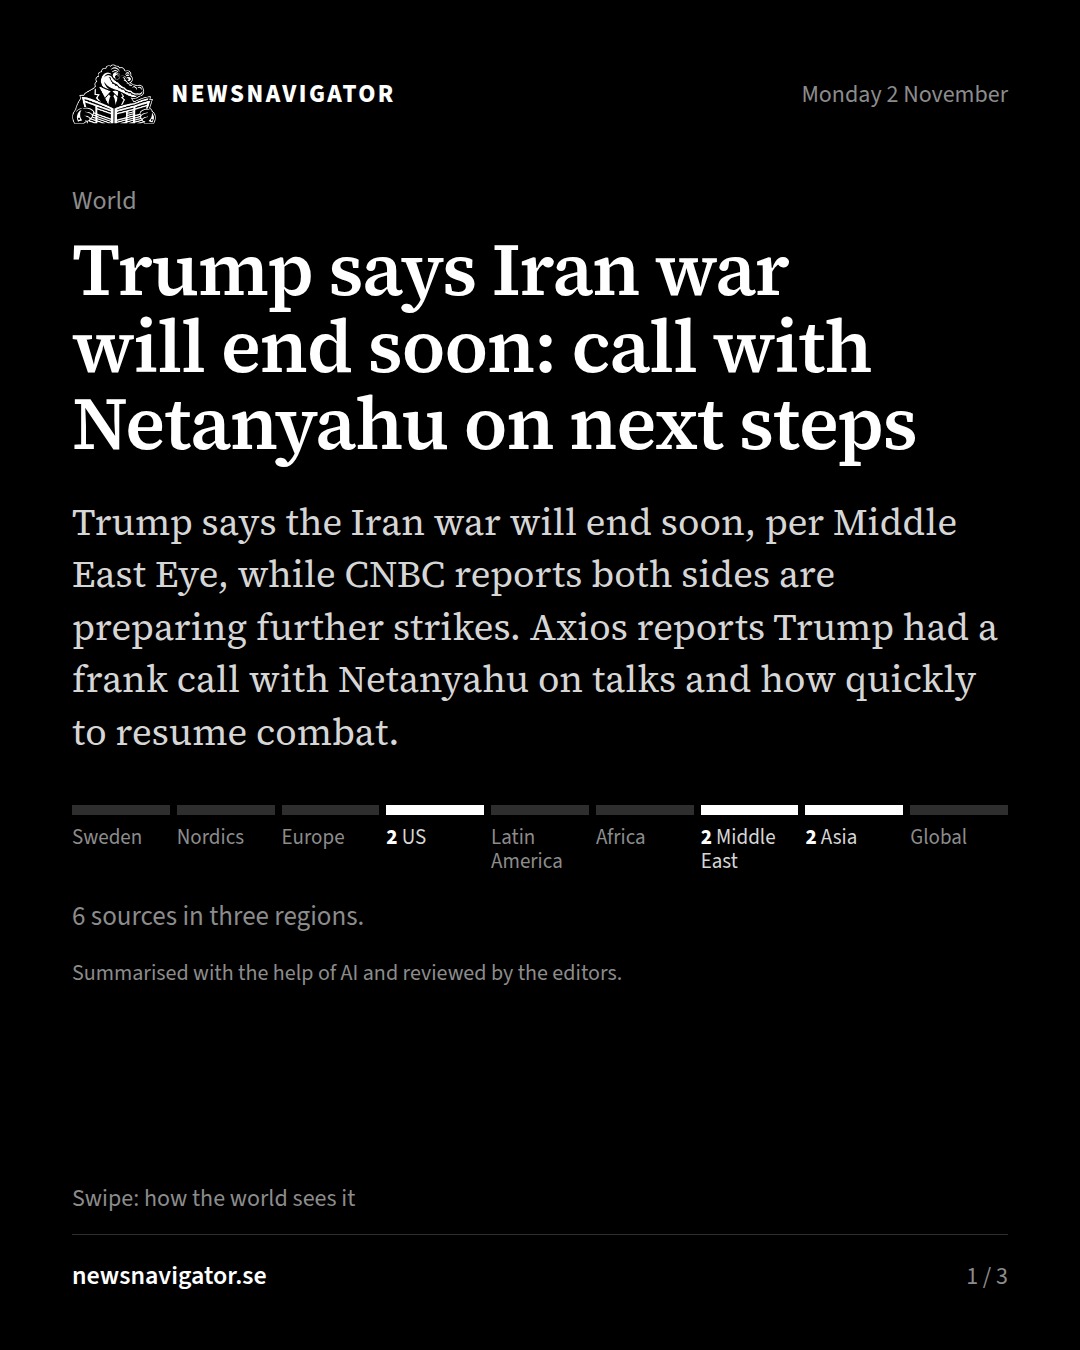 NEWSNAVIGATOR
Monday 2 November
World
Trump says Iran war
will end soon: call with
Netanyahu on next steps
Trump says the Iran war will end soon, per Middle
East Eye, while CNBC reports both sides are
preparing further strikes. Axios reports Trump had a
frank call with Netanyahu on talks and how quickly
to resume combat.
Sweden
Nordics
Europe
2 US
Latin
America
Africa
2 Middle
East
2 Asia
Global
6 sources in three regions.
Summarised with the help of AI and reviewed by the editors.
Swipe: how the world sees it
newsnavigator.se
1 / 3